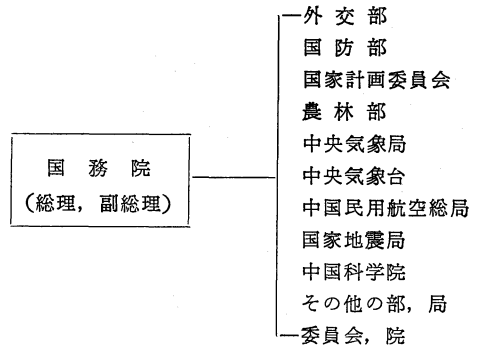 国務院
(総理,副総理)
外交部
国防部
国家計画委員会
農林部
中央気象局
中央気象台
中国民用航空総局
国家地震局
中国科学院
その他の部,局
委員会,院